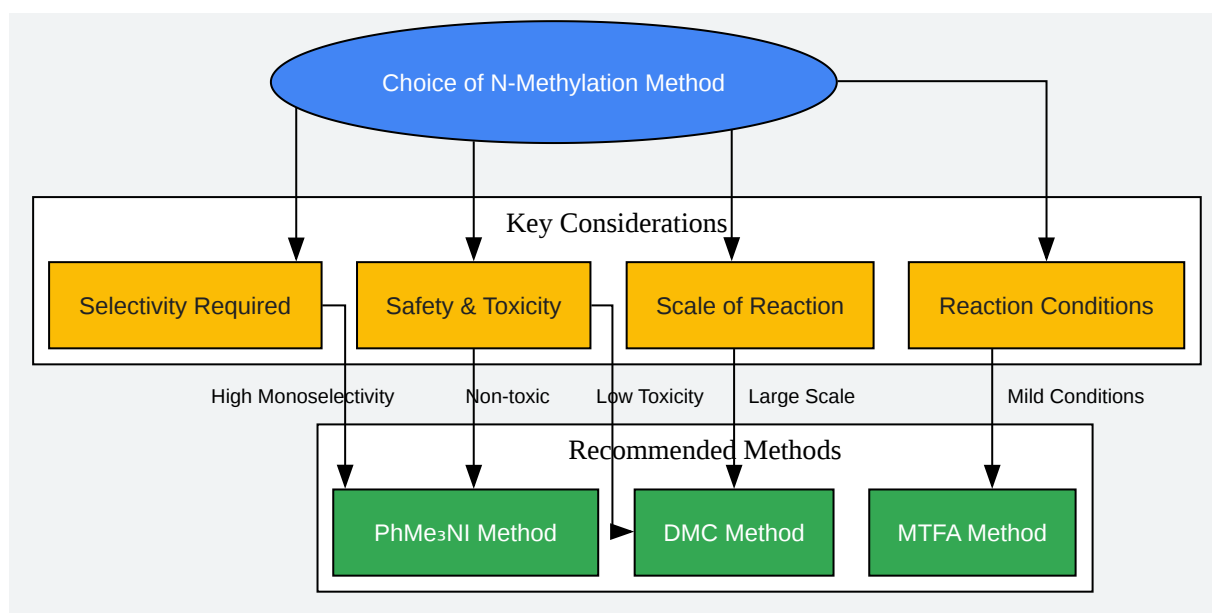 Choice of N-Methylation Method
Key Considerations
Selectivity Required
Safety & Toxicity
Scale of Reaction
Reaction Conditions
High Monoselectivity
Non-toxic
Low Toxicity
Large Scale
Mild Conditions
Recommended Methods
PhMe₃NI Method
DMC Method
MTFA Method